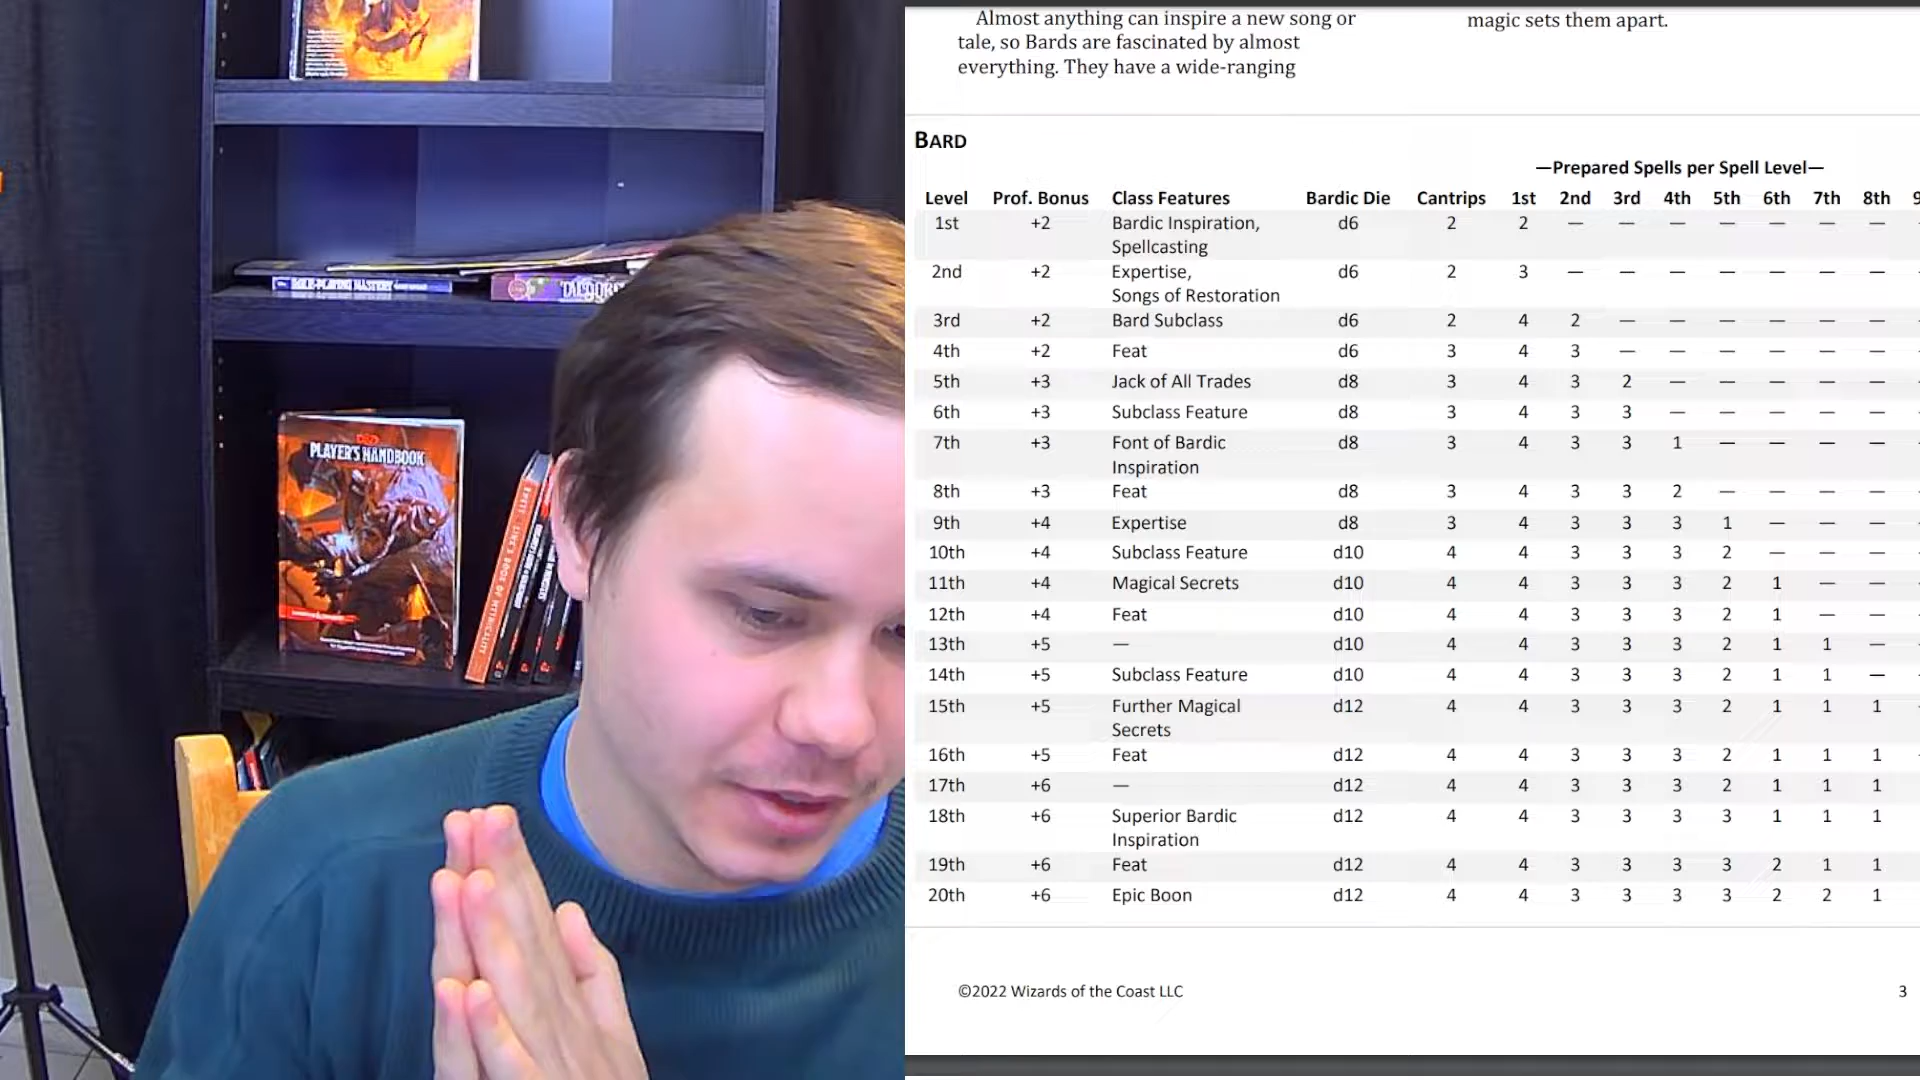 PLAYER'S HANDBOOK
ROLE-PLAYING MASTERY
Almost anything can inspire a new song or
tale, so Bards are fascinated by almost
everything. They have a wide-ranging
magic sets them apart.
BARD
—Prepared Spells per Spell Level—
Level Prof. Bonus Class Features Bardic Die Cantrips 1st 2nd 3rd 4th 5th 6th 7th 8th 9
1st +2 Bardic Inspiration, d6 2 2 — — — — — — —
Spellcasting
2nd +2 Expertise, d6 2 3 — — — — — — —
Songs of Restoration
3rd +2 Bard Subclass d6 2 4 2 — — — — — —
4th +2 Feat d6 3 4 3 — — — — — —
5th +3 Jack of All Trades d8 3 4 3 2 — — — — —
6th +3 Subclass Feature d8 3 4 3 3 — — — — —
7th +3 Font of Bardic d8 3 4 3 3 1 — — — —
Inspiration
8th +3 Feat d8 3 4 3 3 2 — — — —
9th +4 Expertise d8 3 4 3 3 3 1 — — —
10th +4 Subclass Feature d10 4 4 3 3 3 2 — — —
11th +4 Magical Secrets d10 4 4 3 3 3 2 1 — —
12th +4 Feat d10 4 4 3 3 3 2 1 — —
13th +5 — d10 4 4 3 3 3 2 1 1 —
14th +5 Subclass Feature d10 4 4 3 3 3 2 1 1 —
15th +5 Further Magical d12 4 4 3 3 3 2 1 1 1
Secrets
16th +5 Feat d12 4 4 3 3 3 2 1 1 1
17th +6 — d12 4 4 3 3 3 2 1 1 1
18th +6 Superior Bardic d12 4 4 3 3 3 3 1 1 1
Inspiration
19th +6 Feat d12 4 4 3 3 3 3 2 1 1
20th +6 Epic Boon d12 4 4 3 3 3 3 2 2 1
©2022 Wizards of the Coast LLC
3